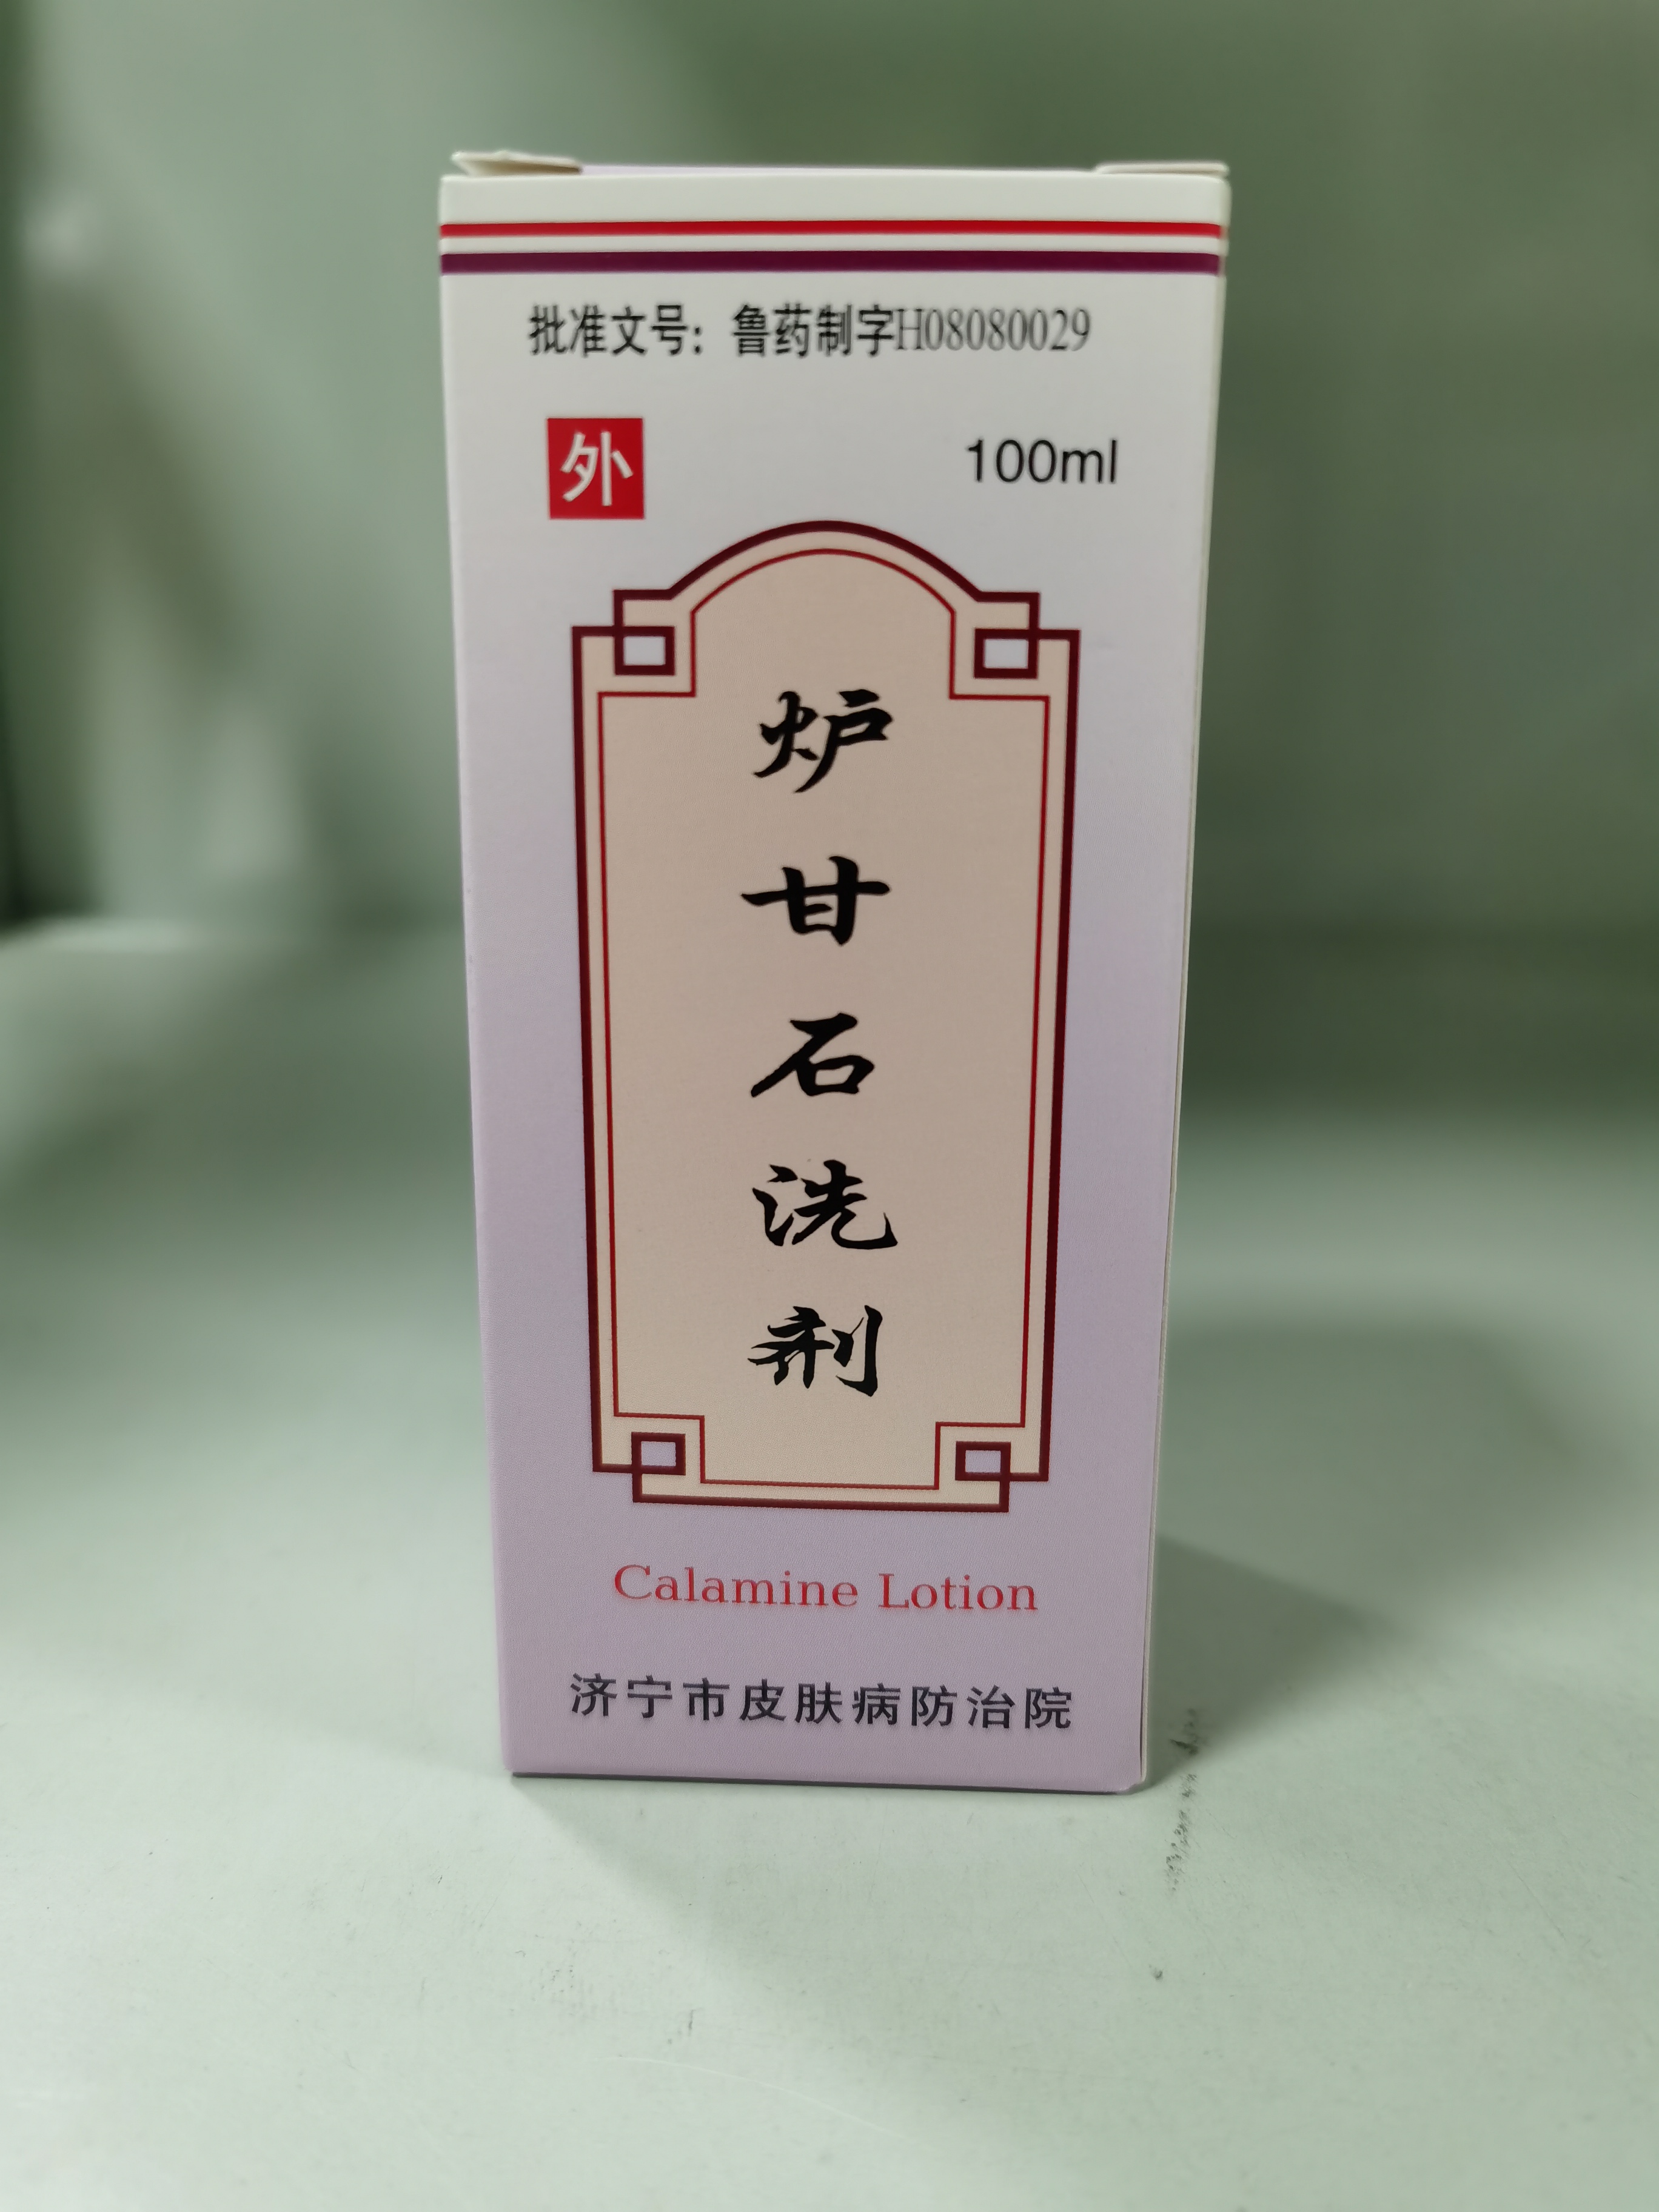 批准文号：鲁药制字H08080029
外
100ml
炉甘石洗剂
Calamine Lotion
济宁市皮肤病防治院